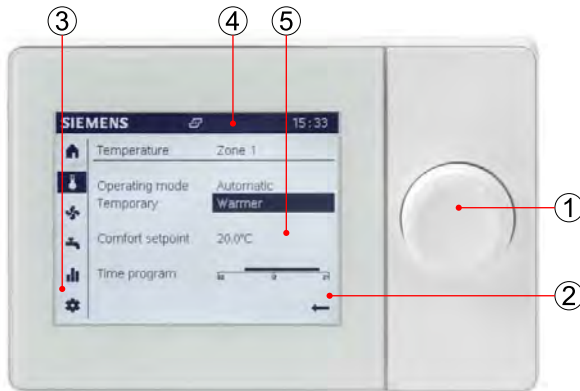 3 4 5
SIEMENS 15:33
Temperature Zone 1
Operating mode Automatic
Temporary Warmer
Comfort setpoint 20.0°C
Time program
1
2